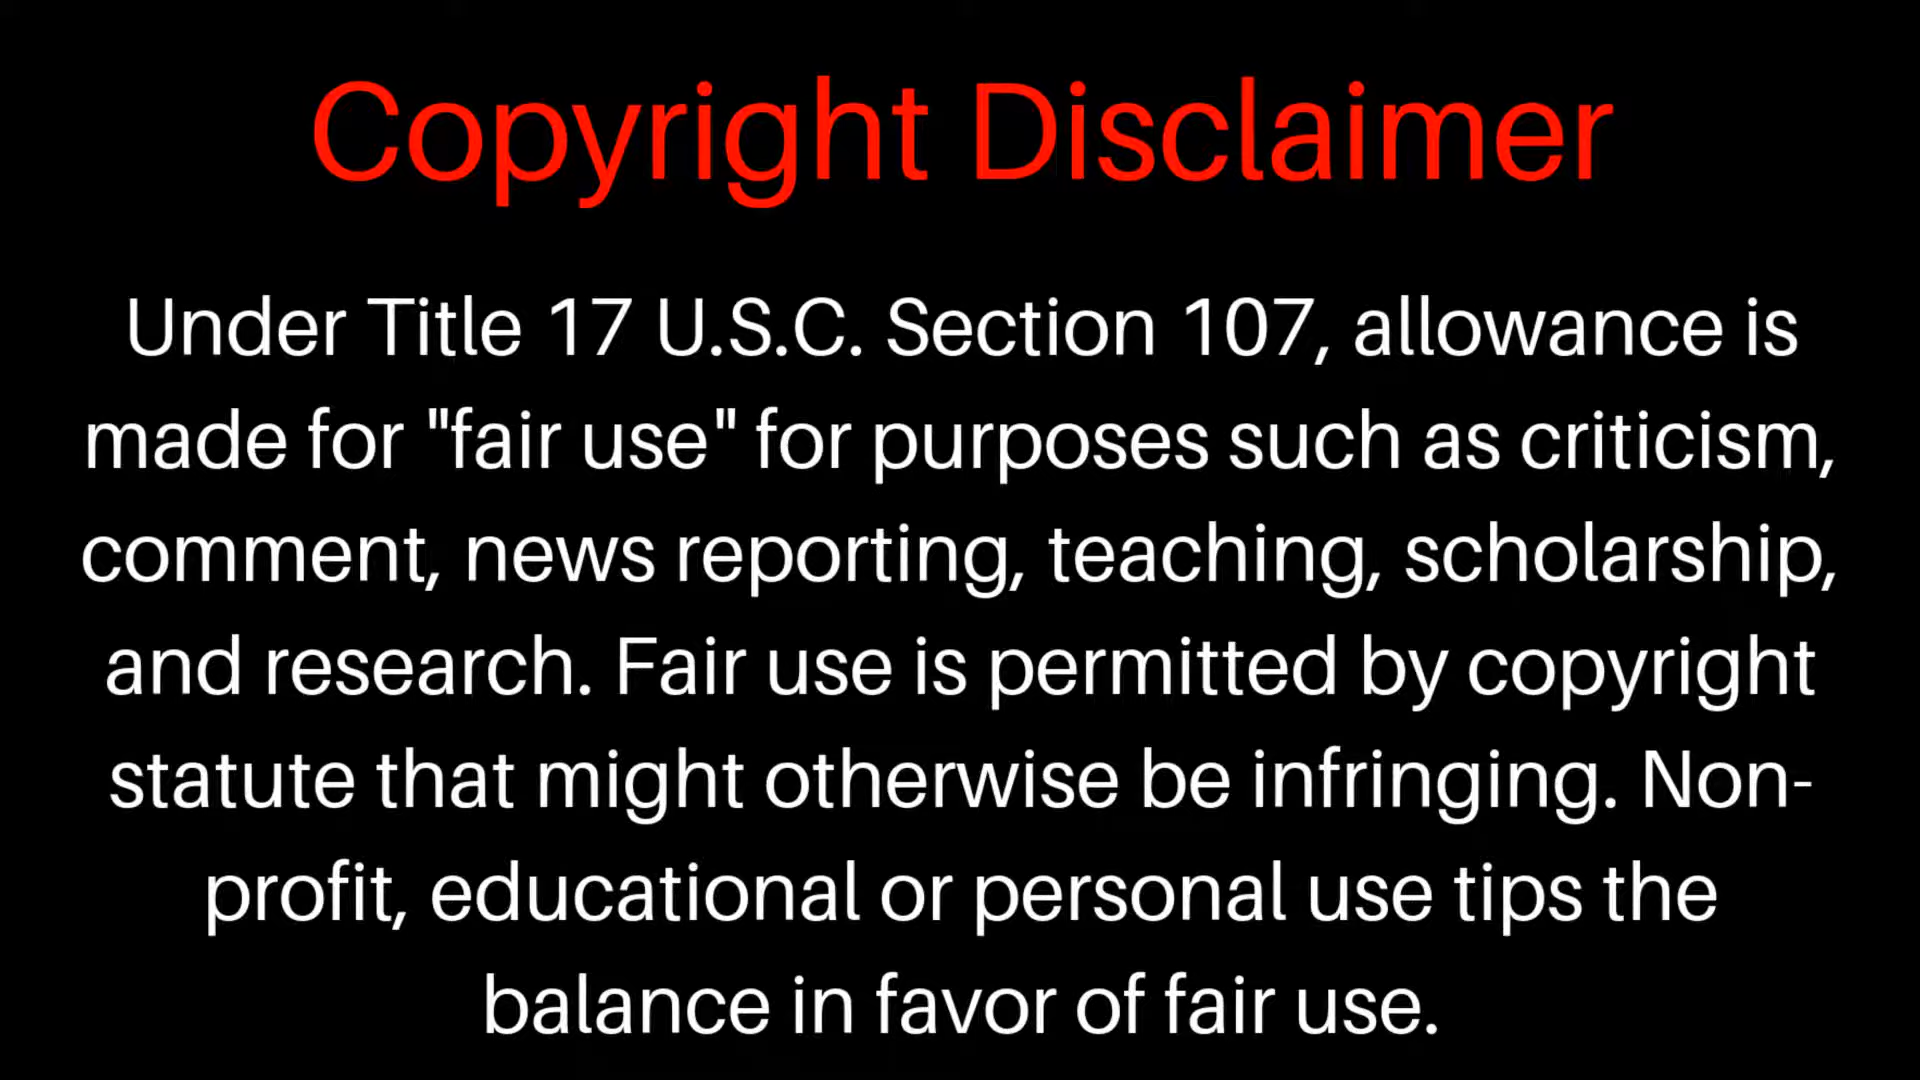 Copyright Disclaimer
Under Title 17 U.S.C. Section 107, allowance is
made for "fair use" for purposes such as criticism,
comment, news reporting, teaching, scholarship,
and research. Fair use is permitted by copyright
statute that might otherwise be infringing. Non-
profit, educational or personal use tips the
balance in favor of fair use.